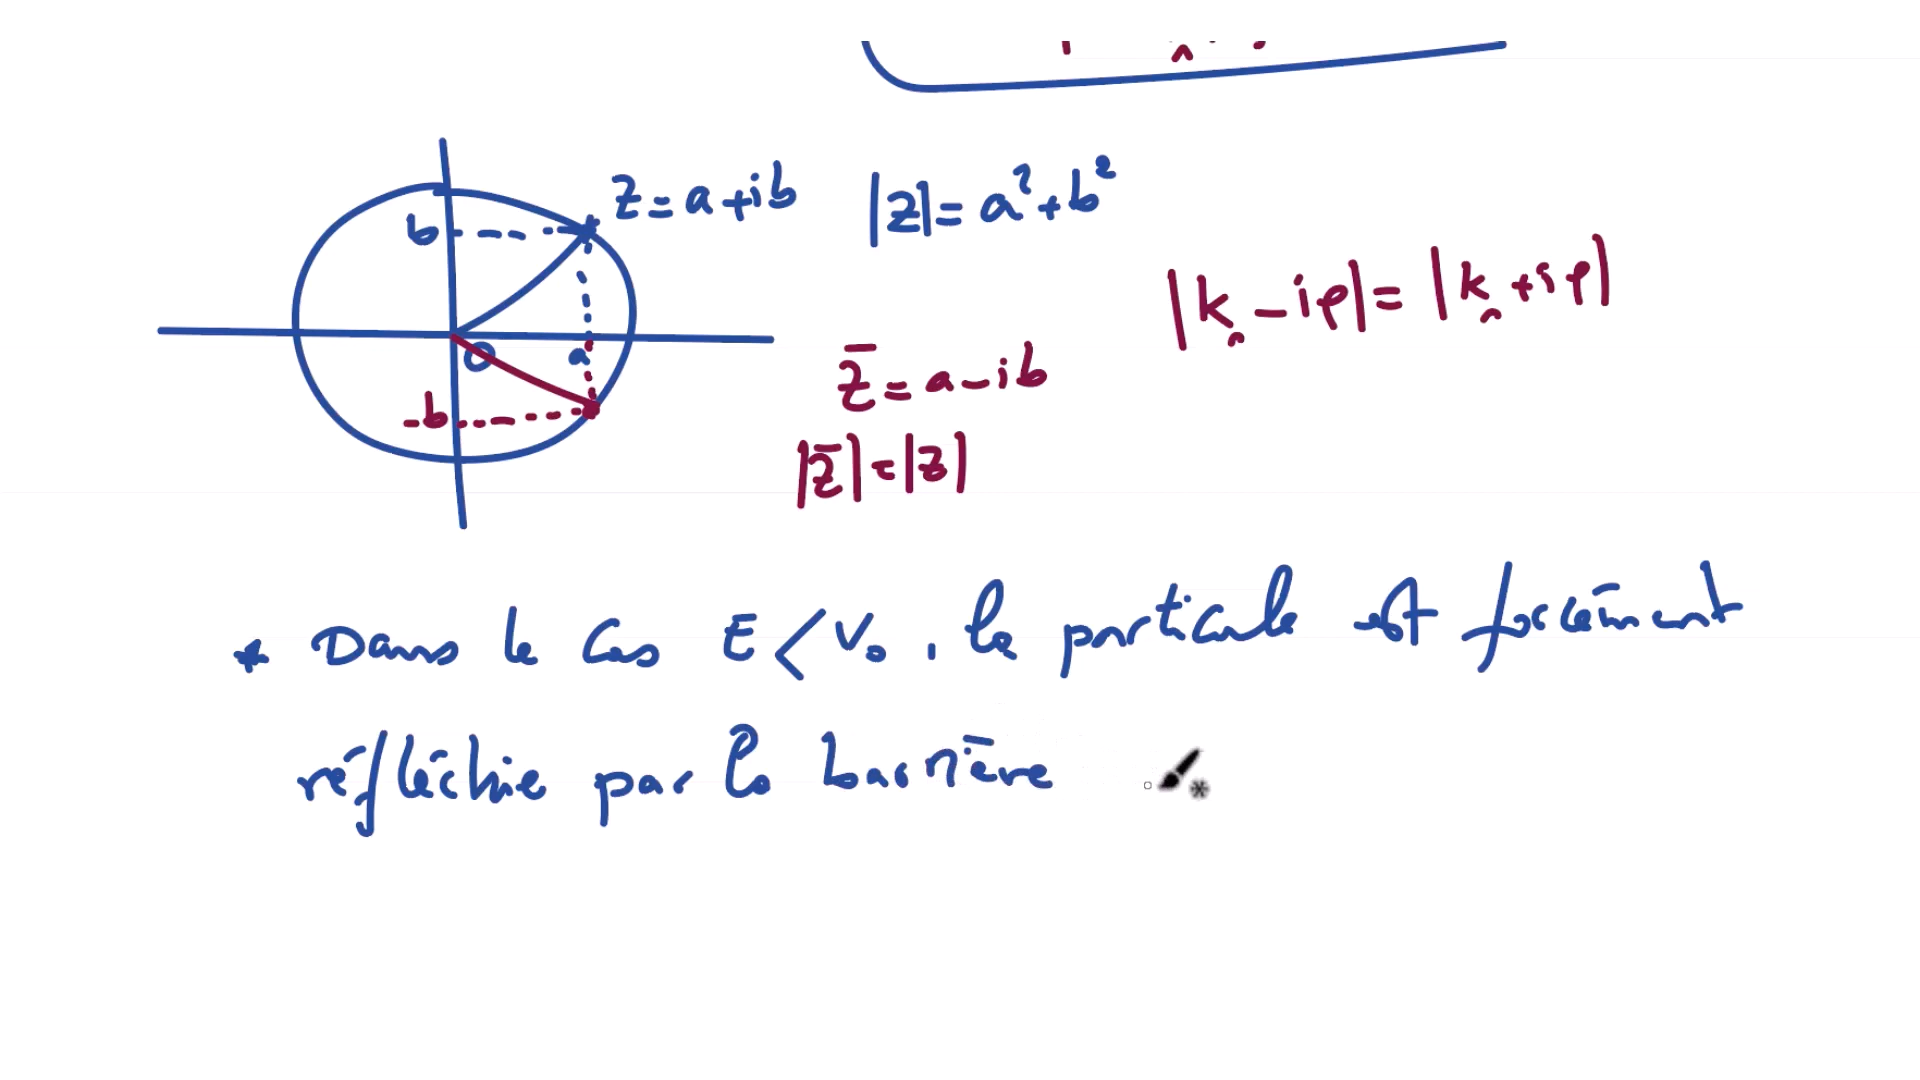 z = a + ib
|z| = a² + b²
b
|k₁ - iρ| = |k₁ + iρ|
O
a
z̄ = a - ib
-b
|z̄| = |z|
* Dans le cas E < V₀, la particule est forcément
réfléchie par la barrière